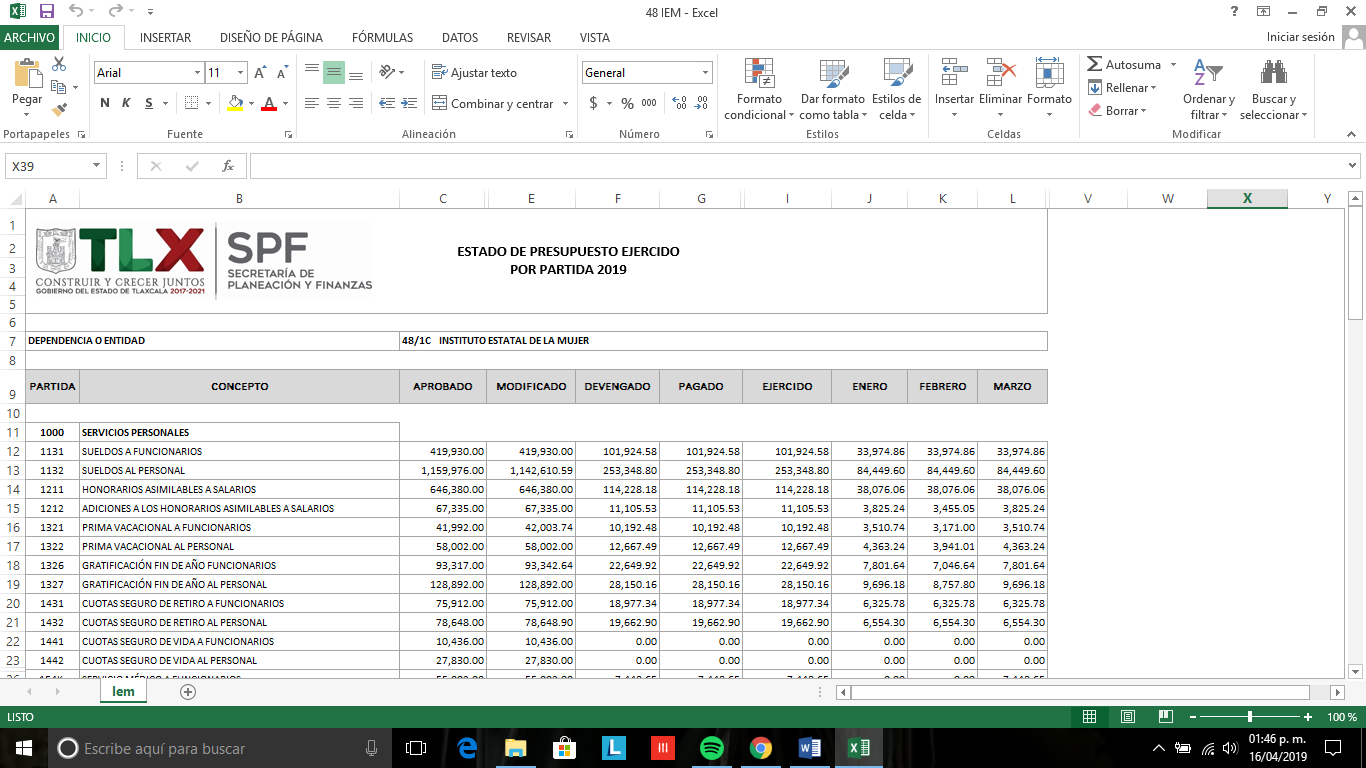 48 IEM - Excel
ARCHIVO INICIO INSERTAR DISEÑO DE PÁGINA FÓRMULAS DATOS REVISAR VISTA Iniciar sesión
Pegar Arial 11 Ajustar texto General Formato condicional Dar formato como tabla Estilos de celda Insertar Eliminar Formato Autosuma Rellenar Borrar Ordenar y filtrar Buscar y seleccionar
N K S Combinar y centrar $ % 000
Portapapeles Fuente Alineación Número Estilos Celdas Modificar
X39 fx
A B C E F G I J K L V W X Y
1
2 ESTADO DE PRESUPUESTO EJERCIDO
3 POR PARTIDA 2019
4
5
TLX SPF
SECRETARÍA DE
PLANEACIÓN Y FINANZAS
CONSTRUIR Y CRECER JUNTOS
GOBIERNO DEL ESTADO DE TLAXCALA 2017-2021
6
7 DEPENDENCIA O ENTIDAD 48/1C INSTITUTO ESTATAL DE LA MUJER
8
9 PARTIDA CONCEPTO APROBADO MODIFICADO DEVENGADO PAGADO EJERCIDO ENERO FEBRERO MARZO
10
11 1000 SERVICIOS PERSONALES
12 1131 SUELDOS A FUNCIONARIOS 419,930.00 419,930.00 101,924.58 101,924.58 101,924.58 33,974.86 33,974.86 33,974.86
13 1132 SUELDOS AL PERSONAL 1,159,976.00 1,142,610.59 253,348.80 253,348.80 253,348.80 84,449.60 84,449.60 84,449.60
14 1211 HONORARIOS ASIMILABLES A SALARIOS 646,380.00 646,380.00 114,228.18 114,228.18 114,228.18 38,076.06 38,076.06 38,076.06
15 1212 ADICIONES A LOS HONORARIOS ASIMILABLES A SALARIOS 67,335.00 67,335.00 11,105.53 11,105.53 11,105.53 3,825.24 3,455.05 3,825.24
16 1321 PRIMA VACACIONAL A FUNCIONARIOS 41,992.00 42,003.74 10,192.48 10,192.48 10,192.48 3,510.74 3,171.00 3,510.74
17 1322 PRIMA VACACIONAL AL PERSONAL 58,002.00 58,002.00 12,667.49 12,667.49 12,667.49 4,363.24 3,941.01 4,363.24
18 1326 GRATIFICACIÓN FIN DE AÑO FUNCIONARIOS 93,317.00 93,342.64 22,649.92 22,649.92 22,649.92 7,801.64 7,046.64 7,801.64
19 1327 GRATIFICACIÓN FIN DE AÑO AL PERSONAL 128,892.00 128,892.00 28,150.16 28,150.16 28,150.16 9,696.18 8,757.80 9,696.18
20 1431 CUOTAS SEGURO DE RETIRO A FUNCIONARIOS 75,912.00 75,912.00 18,977.34 18,977.34 18,977.34 6,325.78 6,325.78 6,325.78
21 1432 CUOTAS SEGURO DE RETIRO AL PERSONAL 78,648.00 78,648.90 19,662.90 19,662.90 19,662.90 6,554.30 6,554.30 6,554.30
22 1441 CUOTAS SEGURO DE VIDA A FUNCIONARIOS 10,436.00 10,436.00 0.00 0.00 0.00 0.00 0.00 0.00
23 1442 CUOTAS SEGURO DE VIDA AL PERSONAL 27,830.00 27,830.00 0.00 0.00 0.00 0.00 0.00 0.00
Iem
LISTO 100 %
Escribe aquí para buscar
01:46 p. m.
16/04/2019